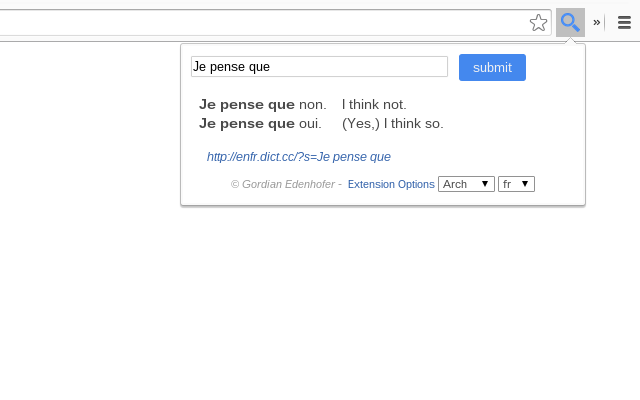 »
Je pense que submit
Je pense que non. I think not.
Je pense que oui. (Yes,) I think so.
http://enfr.dict.cc/?s=Je pense que
© Gordian Edenhofer - Extension Options Arch ▼ fr ▼